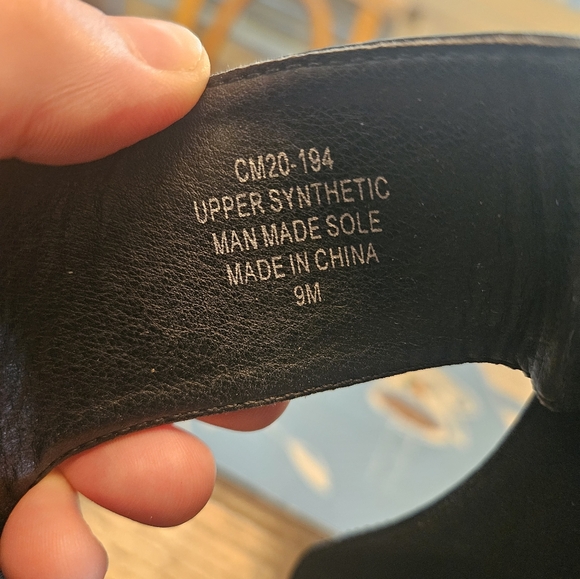 CM20-194
UPPER SYNTHETIC
MAN MADE SOLE
MADE IN CHINA
9M